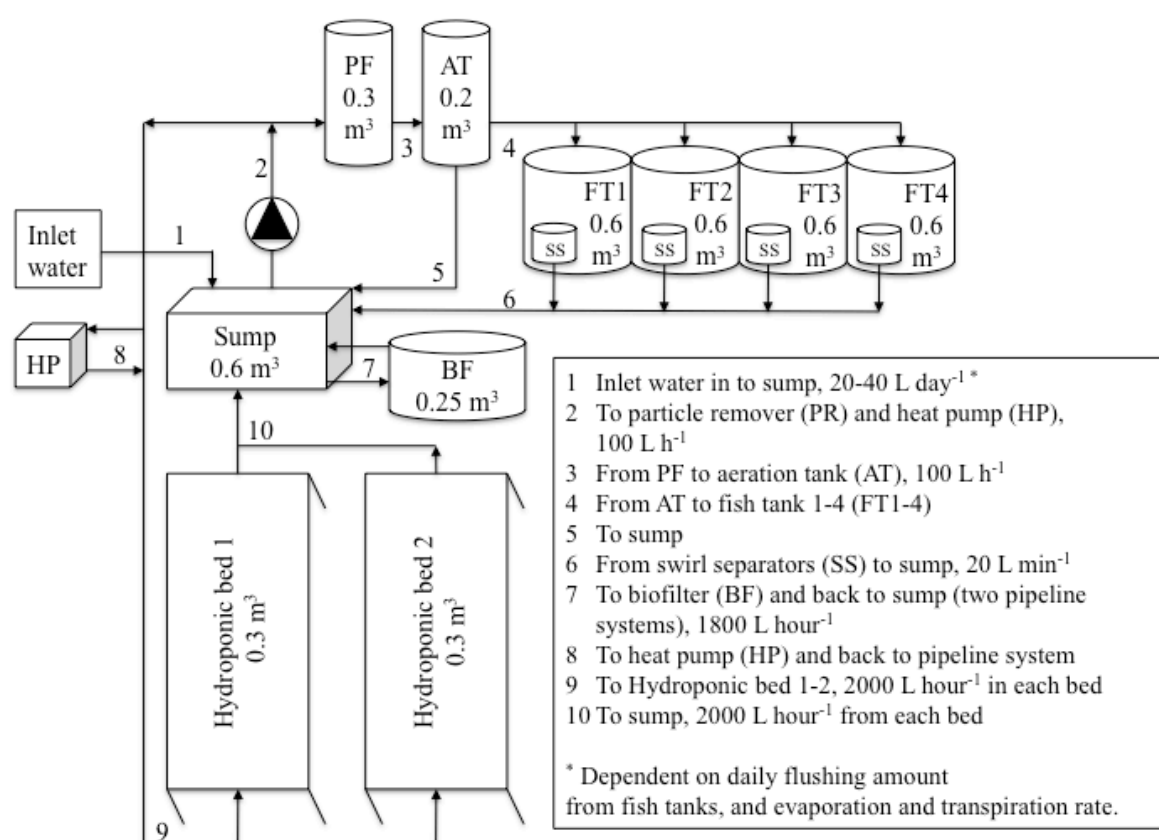 PF
0.3
m³
AT
0.2
m³
3
4
2
FT1
0.6
m³
SS
FT2
0.6
m³
SS
FT3
0.6
m³
SS
FT4
0.6
m³
SS
Inlet
water
1
5
6
Sump
0.6 m³
HP
8
7
BF
0.25 m³
10
Hydroponic bed 1
0.3 m³
Hydroponic bed 2
0.3 m³
9
1 Inlet water in to sump, 20-40 L day⁻¹ *
2 To particle remover (PR) and heat pump (HP),
100 L h⁻¹
3 From PF to aeration tank (AT), 100 L h⁻¹
4 From AT to fish tank 1-4 (FT1-4)
5 To sump
6 From swirl separators (SS) to sump, 20 L min⁻¹
7 To biofilter (BF) and back to sump (two pipeline
systems), 1800 L hour⁻¹
8 To heat pump (HP) and back to pipeline system
9 To Hydroponic bed 1-2, 2000 L hour⁻¹ in each bed
10 To sump, 2000 L hour⁻¹ from each bed
* Dependent on daily flushing amount
from fish tanks, and evaporation and transpiration rate.